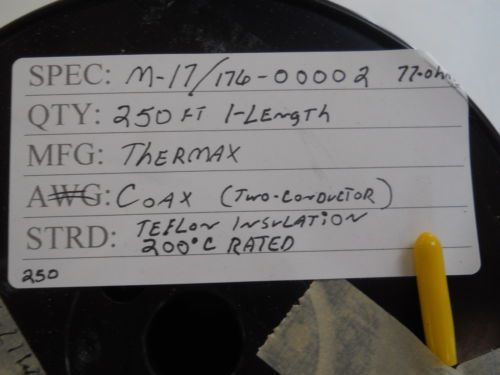 SPEC: M-17/176-00002 77-ohm
QTY: 250 FT 1-LENGTH
MFG: THERMAX
AWG: COAX (TWO-CONDUCTOR)
STRD: TEFLON INSULATION
200°C RATED
250